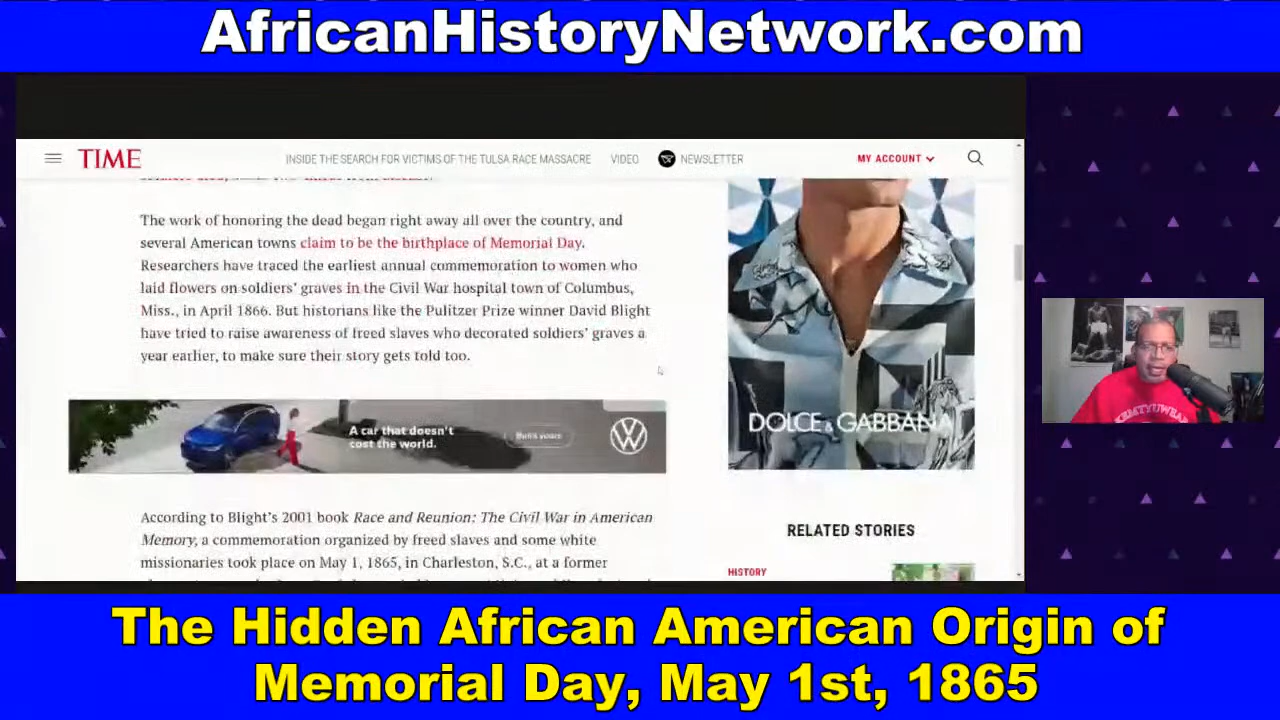 AfricanHistoryNetwork.com
TIME
INSIDE THE SEARCH FOR VICTIMS OF THE TULSA RACE MASSACRE
VIDEO
NEWSLETTER
MY ACCOUNT
The work of honoring the dead began right away all over the country, and
several American towns claim to be the birthplace of Memorial Day.
Researchers have traced the earliest annual commemoration to women who
laid flowers on soldiers' graves in the Civil War hospital town of Columbus,
Miss., in April 1866. But historians like the Pulitzer Prize winner David Blight
have tried to raise awareness of freed slaves who decorated soldiers' graves a
year earlier, to make sure their story gets told too.
A car that doesn't
cost the world.
VW
DOLCE & GABBANA
According to Blight's 2001 book Race and Reunion: The Civil War in American
Memory, a commemoration organized by freed slaves and some white
missionaries took place on May 1, 1865, in Charleston, S.C., at a former
RELATED STORIES
HISTORY
The Hidden African American Origin of
Memorial Day, May 1st, 1865